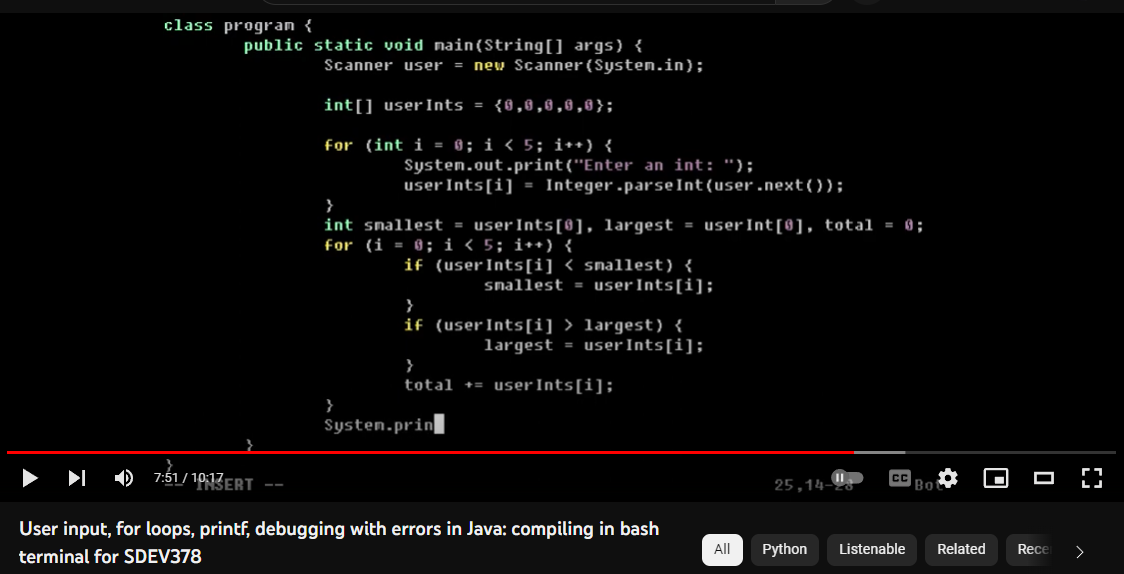 class program {
public static void main(String[] args) {
Scanner user = new Scanner(System.in);
int[] userInts = {0,0,0,0,0};
for (int i = 0; i < 5; i++) {
System.out.print("Enter an int: ");
userInts[i] = Integer.parseInt(user.next());
}
int smallest = userInts[0], largest = userInt[0], total = 0;
for (i = 0; i < 5; i++) {
if (userInts[i] < smallest) {
smallest = userInts[i];
}
if (userInts[i] > largest) {
largest = userInts[i];
}
total += userInts[i];
}
System.prin
}
}
7:51 / 10:17
-- INSERT --
25,14-28
Bot
CC
User input, for loops, printf, debugging with errors in Java: compiling in bash
terminal for SDEV378
All Python Listenable Related Rece